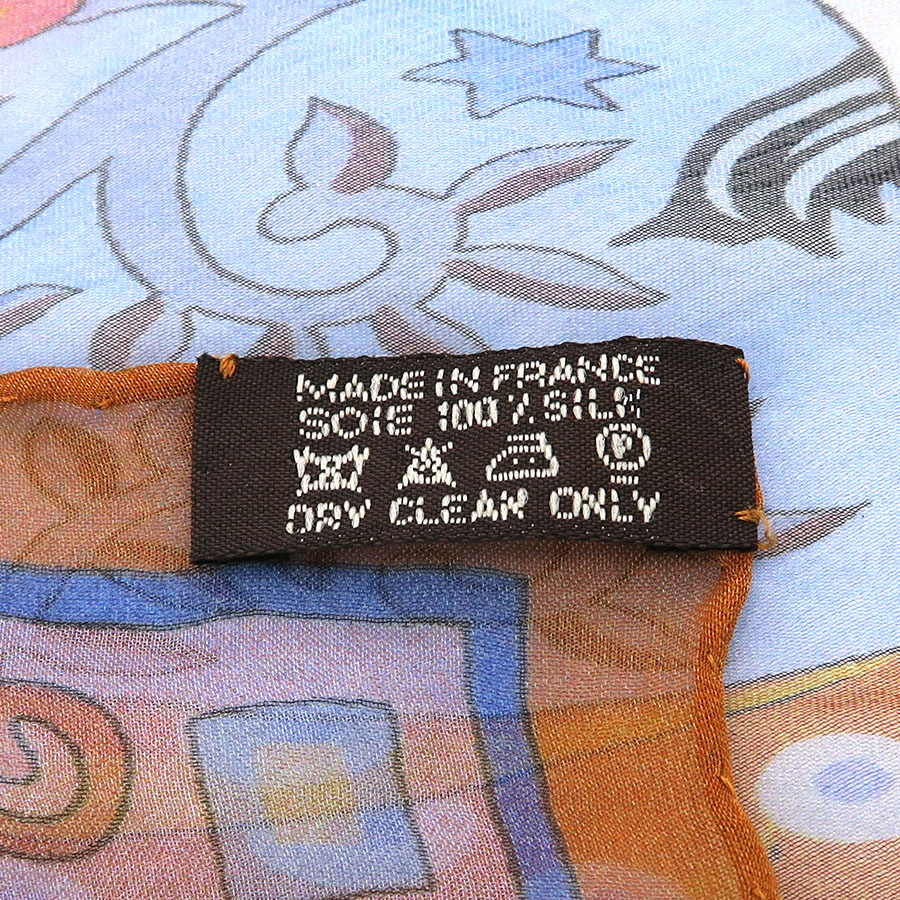 MADE IN FRANCE
SOIE 100% SILK
P
DRY CLEAN ONLY